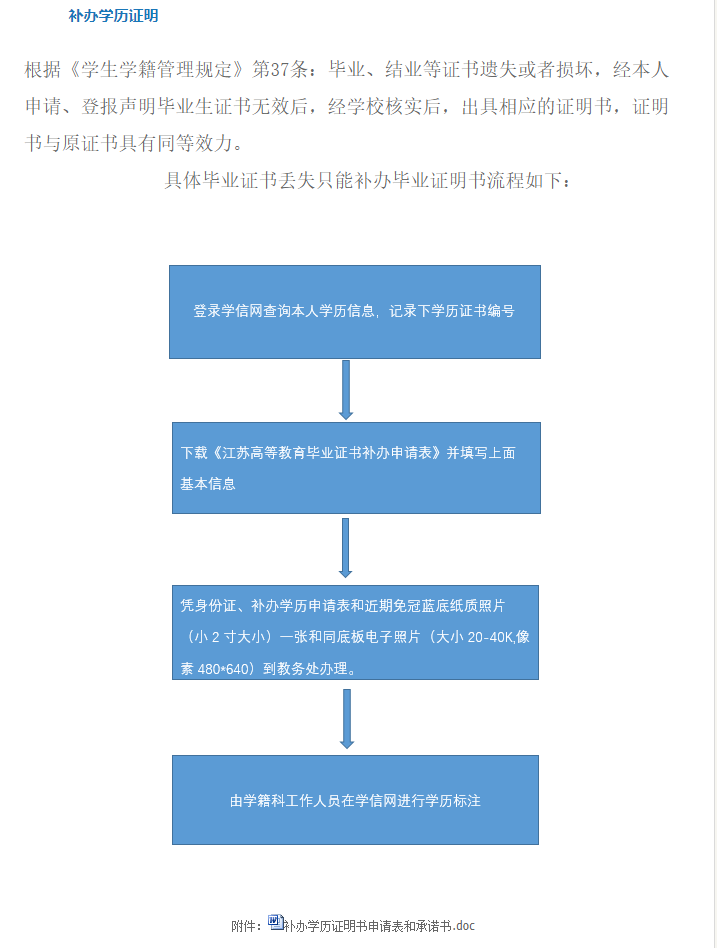 补办学历证明
根据《学生学籍管理规定》第37条：毕业、结业等证书遗失或者损坏，经本人
申请、登报声明毕业生证书无效后，经学校核实后，出具相应的证明书，证明
书与原证书具有同等效力。
具体毕业证书丢失只能补办毕业证明书流程如下：
登录学信网查询本人学历信息，记录下学历证书编号
下载《江苏高等教育毕业证书补办申请表》并填写上面
基本信息
凭身份证、补办学历申请表和近期免冠蓝底纸质照片
（小 2 寸大小）一张和同底板电子照片（大小 20-40K,像
素 480*640）到教务处办理。
由学籍科工作人员在学信网进行学历标注
附件：补办学历证明书申请表和承诺书.doc